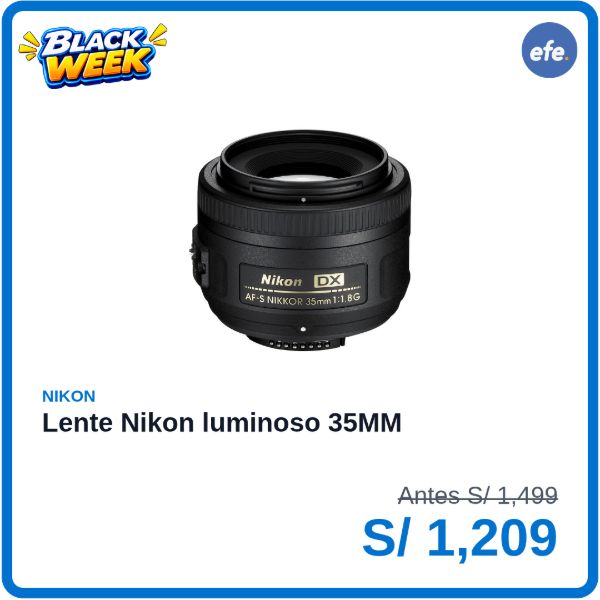 BLACK
WEEK
efe.
Nikon DX
AF-S NIKKOR 35mm 1:1.8G
NIKON
Lente Nikon luminoso 35MM
Antes S/ 1,499
S/ 1,209